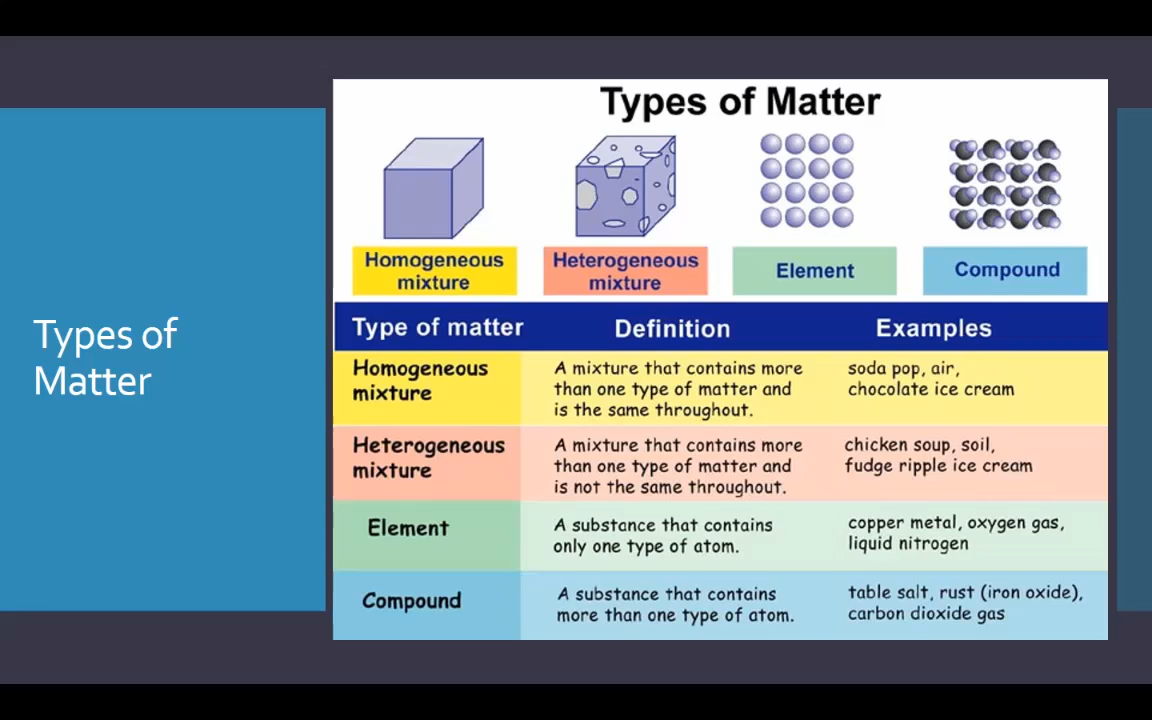 Types of
Matter
Types of Matter
Homogeneous
mixture
Heterogeneous
mixture
Element
Compound
Type of matter
Definition
Examples
Homogeneous
mixture
A mixture that contains more
than one type of matter and
is the same throughout.
soda pop, air,
chocolate ice cream
Heterogeneous
mixture
A mixture that contains more
than one type of matter and
is not the same throughout.
chicken soup, soil,
fudge ripple ice cream
Element
A substance that contains
only one type of atom.
copper metal, oxygen gas,
liquid nitrogen
Compound
A substance that contains
more than one type of atom.
table salt, rust (iron oxide),
carbon dioxide gas